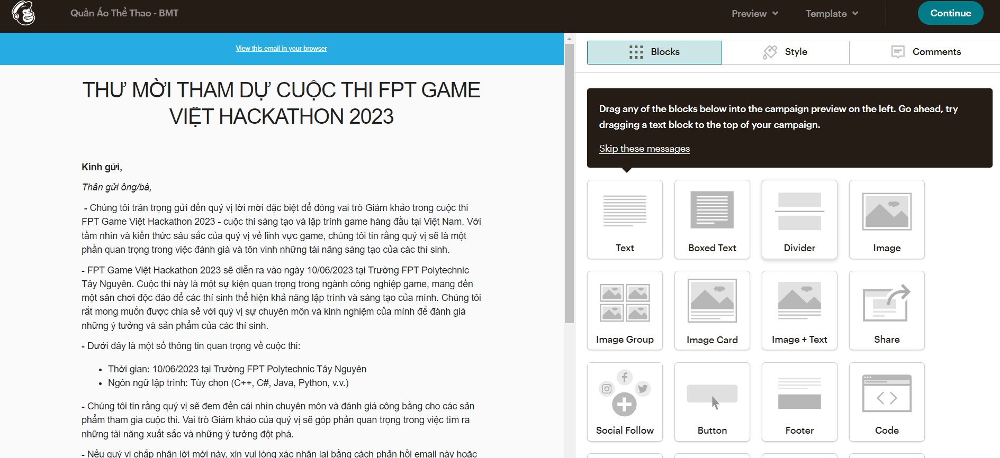 Quần Áo Thể Thao - BMT
Preview
Template
Continue
View this email in your browser
THƯ MỜI THAM DỰ CUỘC THI FPT GAME
VIỆT HACKATHON 2023
Kính gửi,
Thân gửi ông/bà,
- Chúng tôi trân trọng gửi đến quý vị lời mời đặc biệt để đóng vai trò Giám khảo trong cuộc thi
FPT Game Việt Hackathon 2023 - cuộc thi sáng tạo và lập trình game hàng đầu tại Việt Nam. Với
tầm nhìn và kiến thức sâu sắc của quý vị về lĩnh vực game, chúng tôi tin rằng quý vị sẽ là một
phần quan trọng trong việc đánh giá và tôn vinh những tài năng sáng tạo của các thí sinh.
- FPT Game Việt Hackathon 2023 sẽ diễn ra vào ngày 10/06/2023 tại Trường FPT Polytechnic
Tây Nguyên. Cuộc thi này là một sự kiện quan trọng trong ngành công nghiệp game, mang đến
một sân chơi độc đáo để các thí sinh thể hiện khả năng lập trình và sáng tạo của mình. Chúng tôi
rất mong muốn được chia sẻ với quý vị sự chuyên môn và kinh nghiệm của mình để đánh giá
những ý tưởng và sản phẩm của các thí sinh.
- Dưới đây là một số thông tin quan trọng về cuộc thi:
• Thời gian: 10/06/2023 tại Trường FPT Polytechnic Tây Nguyên
• Ngôn ngữ lập trình: Tùy chọn (C++, C#, Java, Python, v.v.)
- Chúng tôi tin rằng quý vị sẽ đem đến cái nhìn chuyên môn và đánh giá công bằng cho các sản
phẩm tham gia cuộc thi. Vai trò Giám khảo của quý vị sẽ góp phần quan trọng trong việc tìm ra
những tài năng xuất sắc và những ý tưởng đột phá.
- Nếu quý vị chấp nhận lời mời này, xin vui lòng xác nhận lại bằng cách phản hồi email này hoặc
Blocks
Style
Comments
Drag any of the blocks below into the campaign preview on the left. Go ahead, try
dragging a text block to the top of your campaign.
Skip these messages
Text
Boxed Text
Divider
Image
Image Group
Image Card
Image + Text
Share
Social Follow
Button
Footer
Code